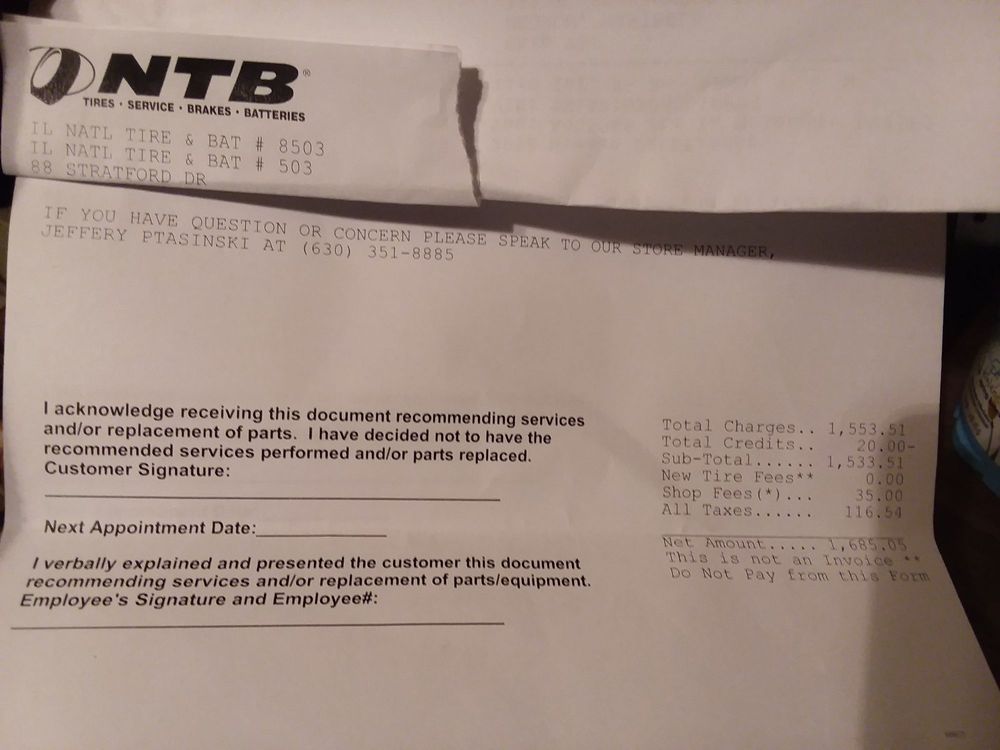 NTB®
TIRES • SERVICE • BRAKES • BATTERIES
IL NATL TIRE & BAT # 8503
IL NATL TIRE & BAT # 503
88 STRATFORD DR
IF YOU HAVE QUESTION OR CONCERN PLEASE SPEAK TO OUR STORE MANAGER,
JEFFERY PTASINSKI AT (630) 351-8885
I acknowledge receiving this document recommending services
and/or replacement of parts. I have decided not to have the
recommended services performed and/or parts replaced.
Customer Signature:
Next Appointment Date:
I verbally explained and presented the customer this document
recommending services and/or replacement of parts/equipment.
Employee's Signature and Employee#:
Total Charges.. 1,553.51
Total Credits.. 20.00-
Sub-Total...... 1,533.51
New Tire Fees** 0.00
Shop Fees(*)... 35.00
All Taxes...... 116.54
Net Amount..... 1,685.05
This is not an Invoice **
Do Not Pay from this Form